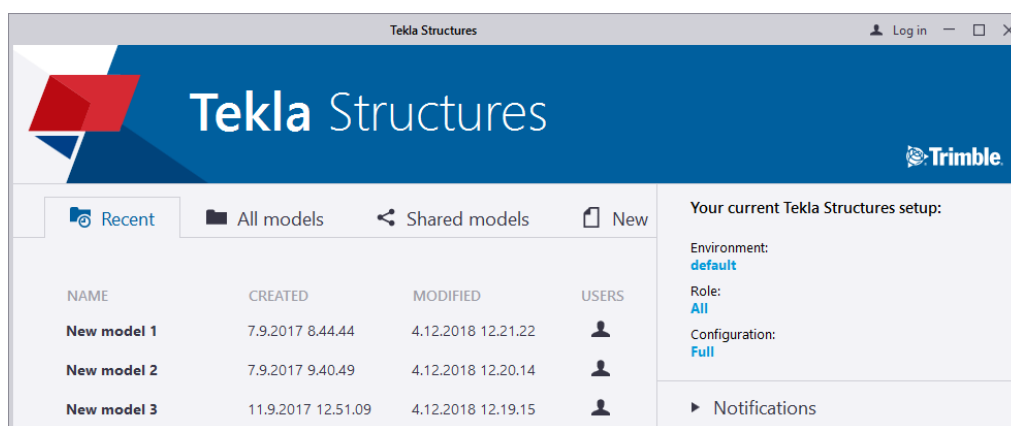 Tekla Structures
Log in
Tekla Structures
Trimble.
Recent
All models
Shared models
New
NAME CREATED MODIFIED USERS
New model 1 7.9.2017 8.44.44 4.12.2018 12.21.22
New model 2 7.9.2017 9.40.49 4.12.2018 12.20.14
New model 3 11.9.2017 12.51.09 4.12.2018 12.19.15
Your current Tekla Structures setup:
Environment:
default
Role:
All
Configuration:
Full
Notifications